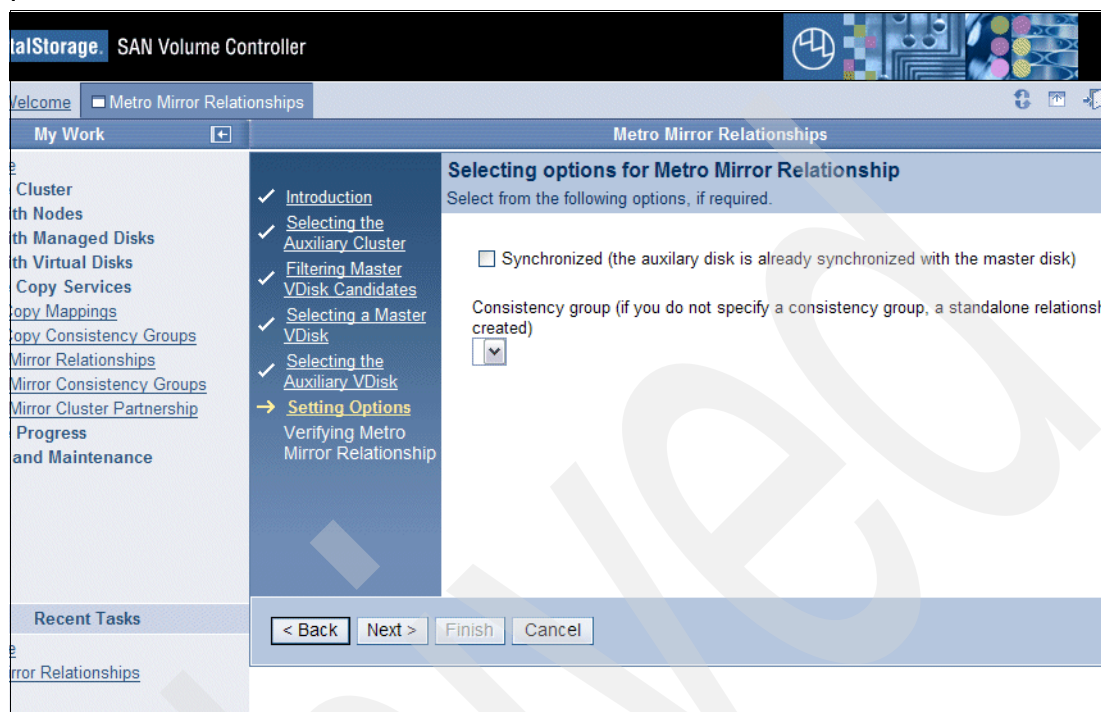 talStorage. SAN Volume Controller
Welcome
Metro Mirror Relationships
My Work
Metro Mirror Relationships
Cluster
ith Nodes
ith Managed Disks
ith Virtual Disks
Copy Services
Copy Mappings
Copy Consistency Groups
Mirror Relationships
Mirror Consistency Groups
Mirror Cluster Partnership
Progress
and Maintenance
Recent Tasks
rror Relationships
Introduction
Selecting the
Auxiliary Cluster
Filtering Master
VDisk Candidates
Selecting a Master
VDisk
Selecting the
Auxiliary VDisk
Setting Options
Verifying Metro
Mirror Relationship
Selecting options for Metro Mirror Relationship
Select from the following options, if required.
Synchronized (the auxilary disk is already synchronized with the master disk)
Consistency group (if you do not specify a consistency group, a standalone relationsh
created)
< Back
Next >
Finish
Cancel